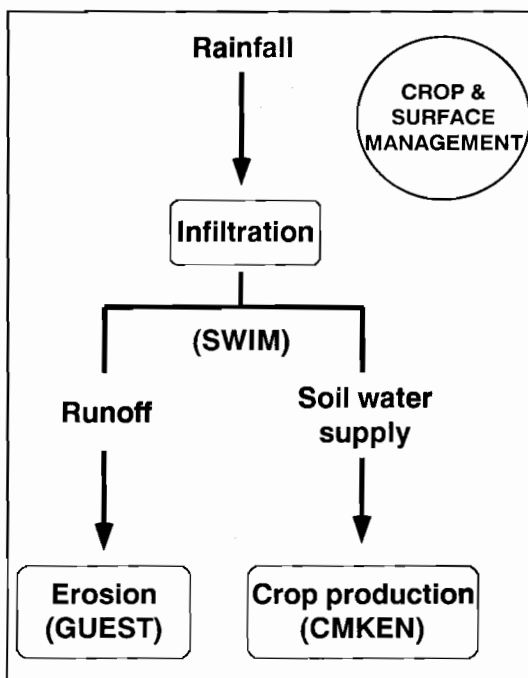 Rainfall
CROP &
SURFACE
MANAGEMENT
Infiltration
(SWIM)
Runoff
Soil water
supply
Erosion
(GUEST)
Crop production
(CMKEN)